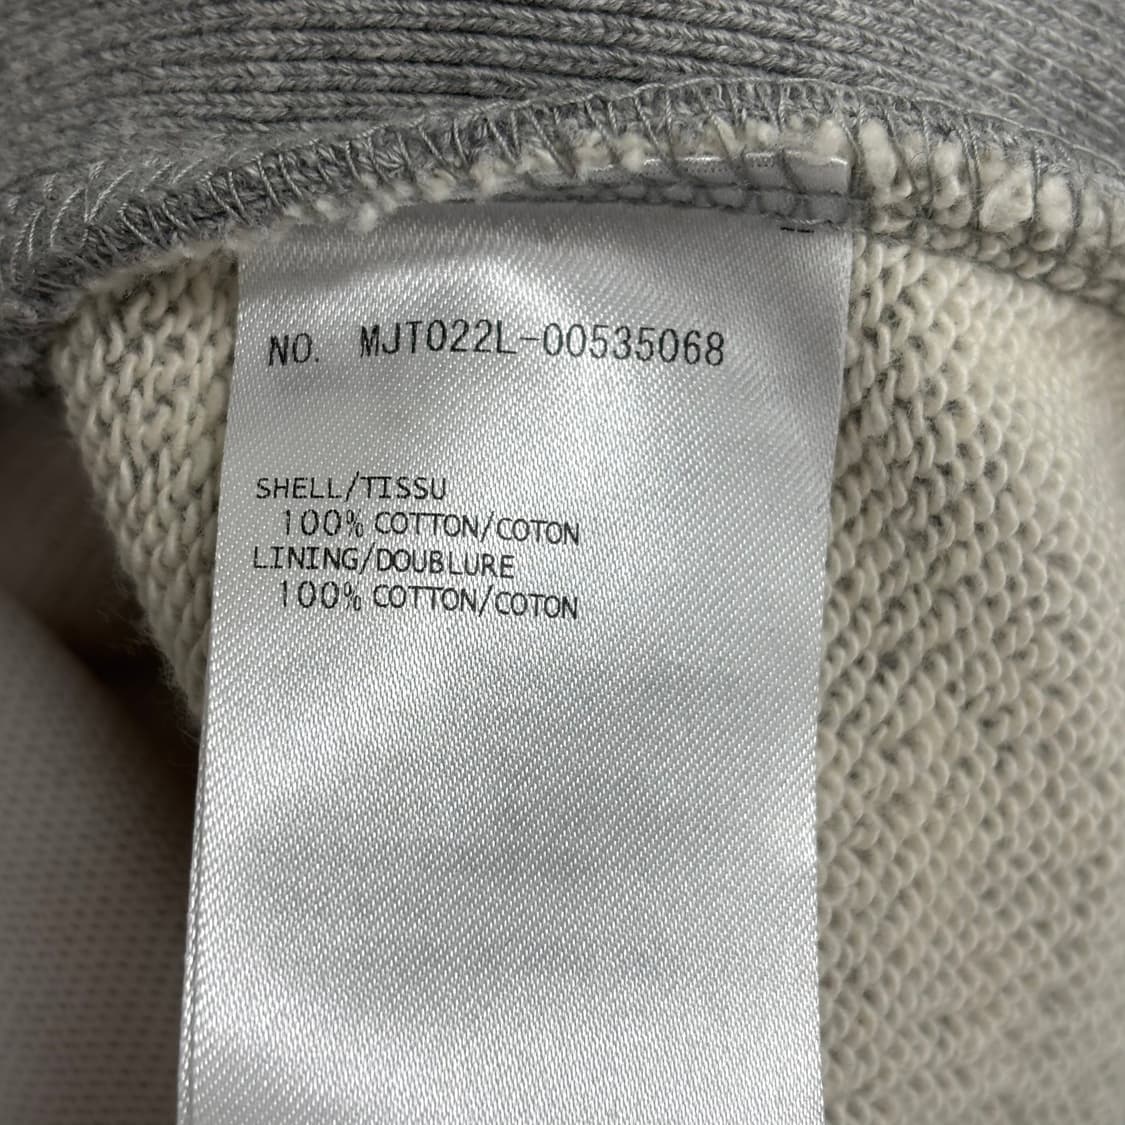 NO. MJT022L-00535068
SHELL/TISSU
100% COTTON/COTON
LINING/DOUBLURE
100% COTTON/COTON